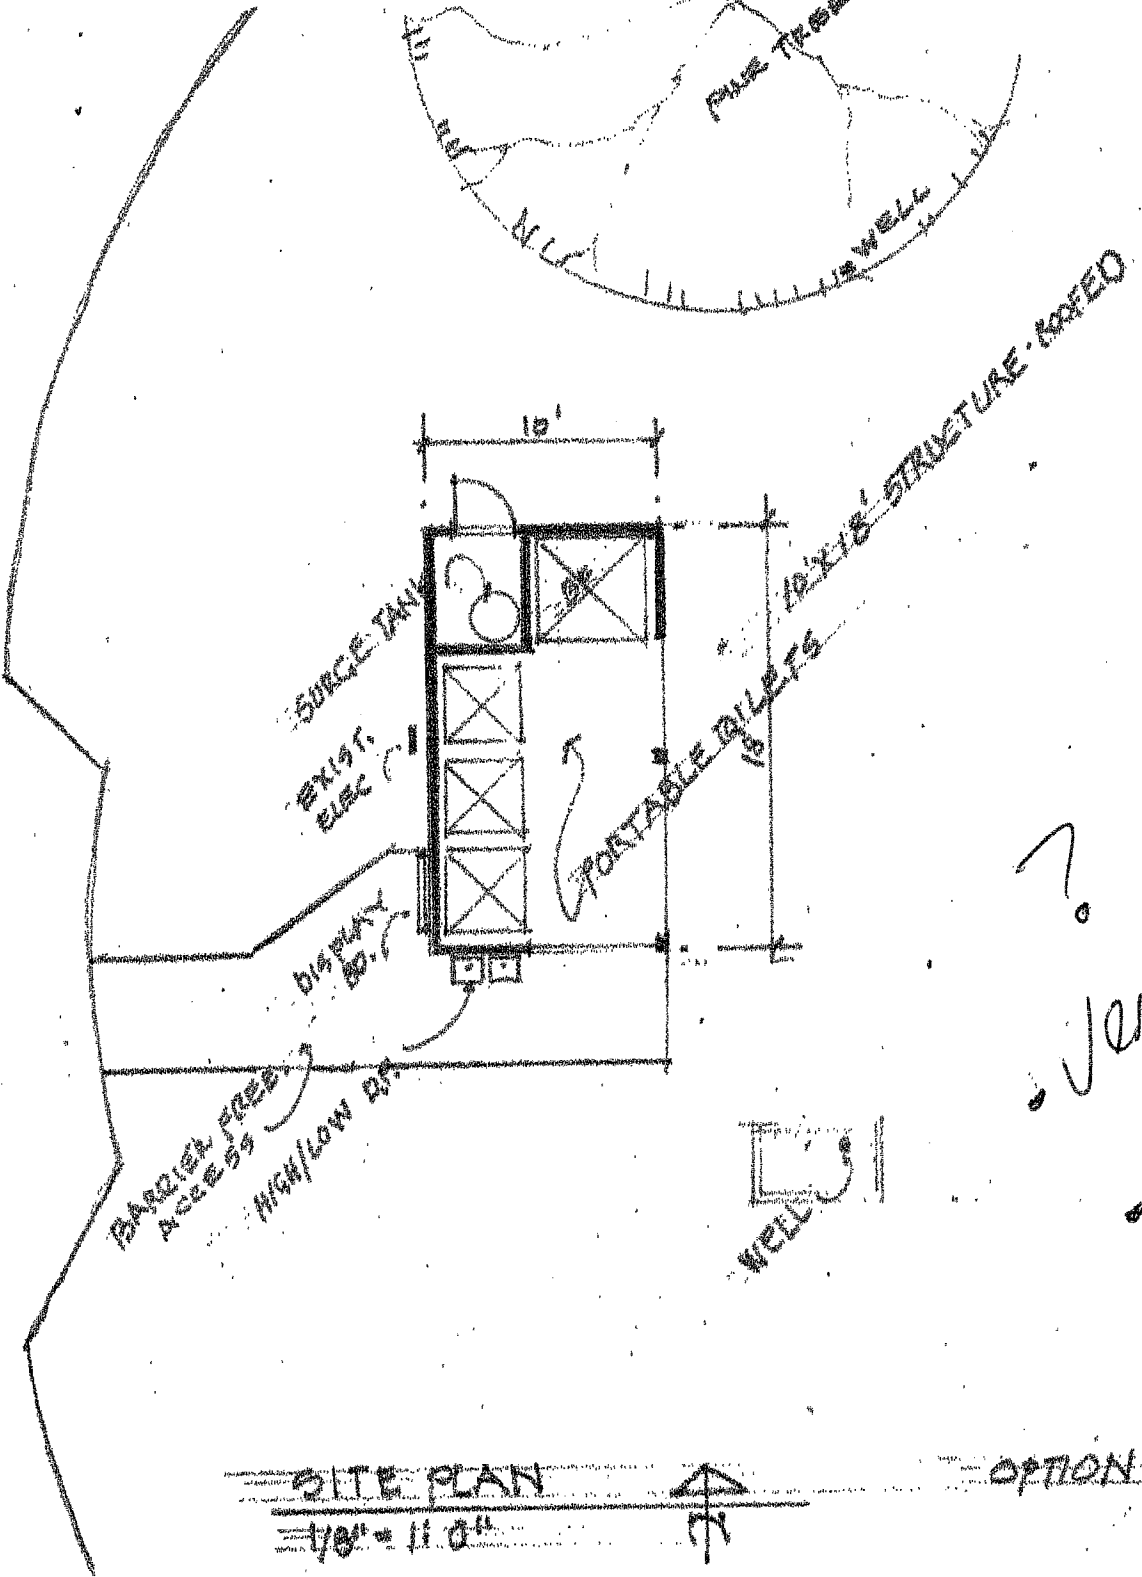 PINE TREE
WELL
10'
10'X18' STRUCTURE · ROOFED
BF
SURGE TANK
18'
EXIST.
ELEC
PORTABLE TOILETS
DISPLAY
BD.
BARRIER FREE
ACCESS
HIGH/LOW D.F.
?
WELL
SITE PLAN
1/8" = 1' 0"
OPTION